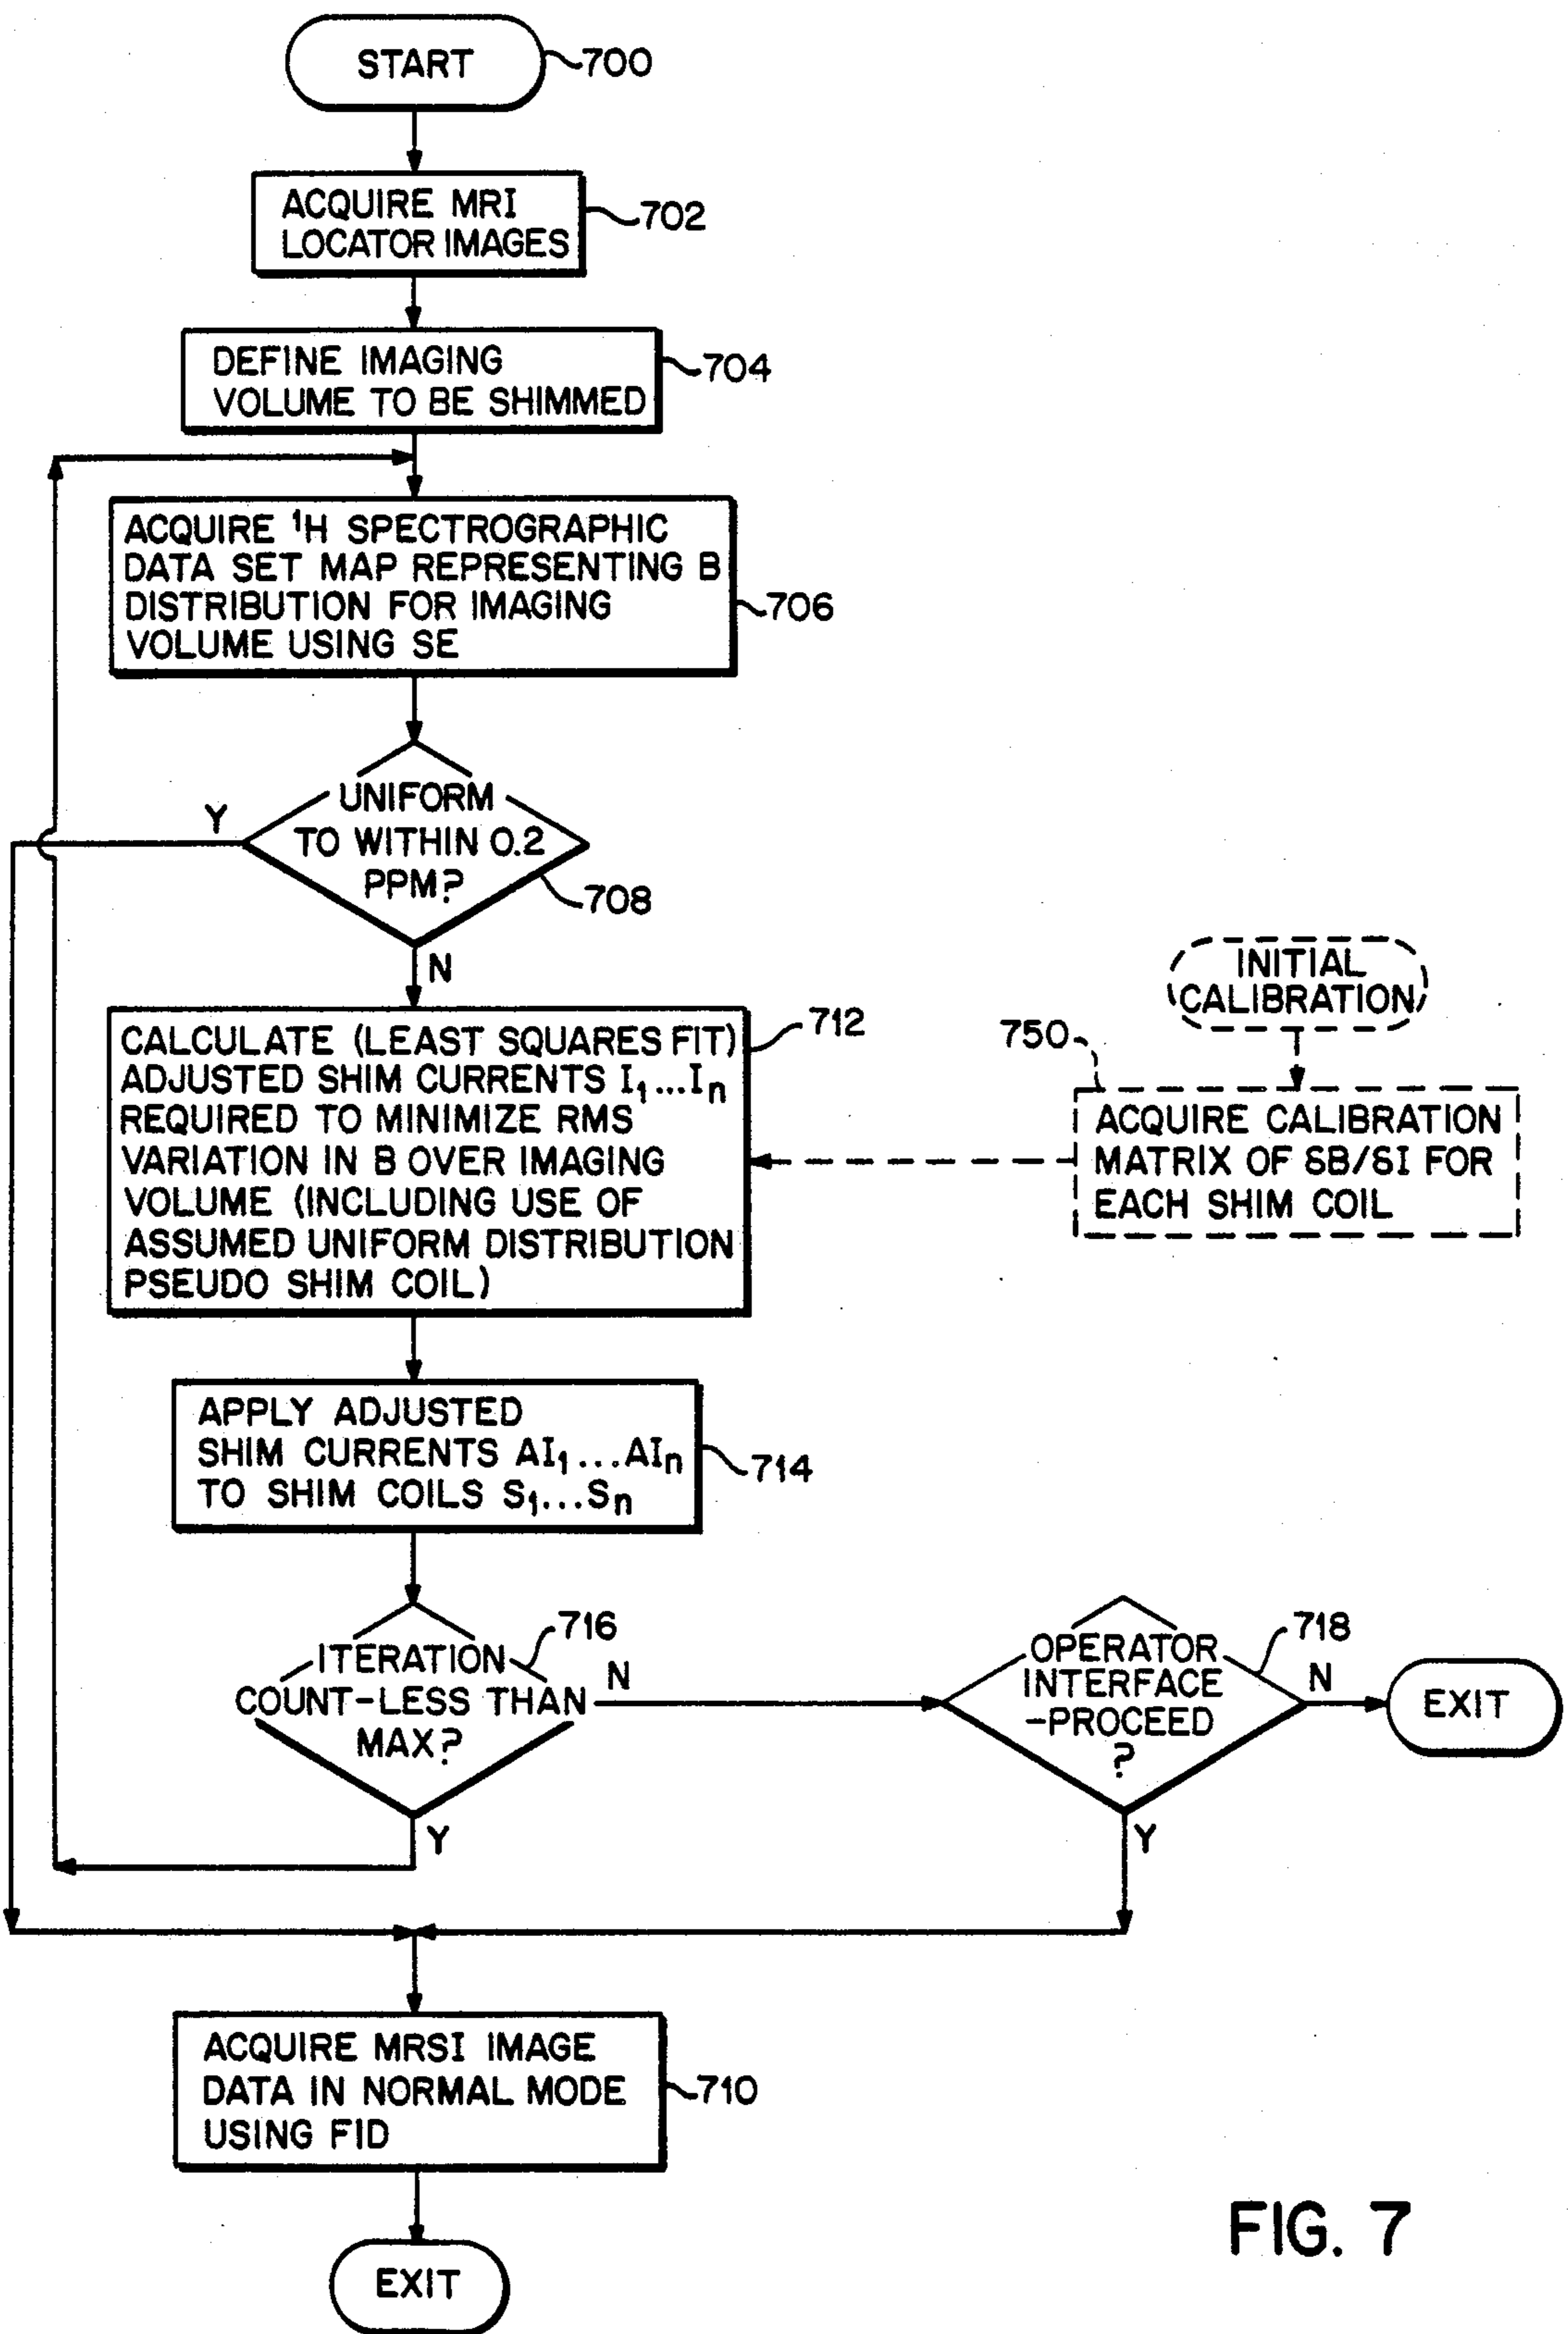 START
700
ACQUIRE MRI
LOCATOR IMAGES
702
DEFINE IMAGING
VOLUME TO BE SHIMMED
704
ACQUIRE ¹H SPECTROGRAPHIC
DATA SET MAP REPRESENTING B
DISTRIBUTION FOR IMAGING
VOLUME USING SE
706
UNIFORM
TO WITHIN 0.2
PPM?
708
Y
N
INITIAL
CALIBRATION
750
ACQUIRE CALIBRATION
MATRIX OF δB/δI FOR
EACH SHIM COIL
CALCULATE (LEAST SQUARES FIT)
ADJUSTED SHIM CURRENTS I₁...Iₙ
REQUIRED TO MINIMIZE RMS
VARIATION IN B OVER IMAGING
VOLUME (INCLUDING USE OF
ASSUMED UNIFORM DISTRIBUTION
PSEUDO SHIM COIL)
712
APPLY ADJUSTED
SHIM CURRENTS AI₁...AIₙ
TO SHIM COILS S₁...Sₙ
714
ITERATION
COUNT-LESS THAN
MAX?
716
N
Y
OPERATOR
INTERFACE
-PROCEED
?
718
N
Y
EXIT
ACQUIRE MRSI IMAGE
DATA IN NORMAL MODE
USING FID
710
EXIT
FIG. 7